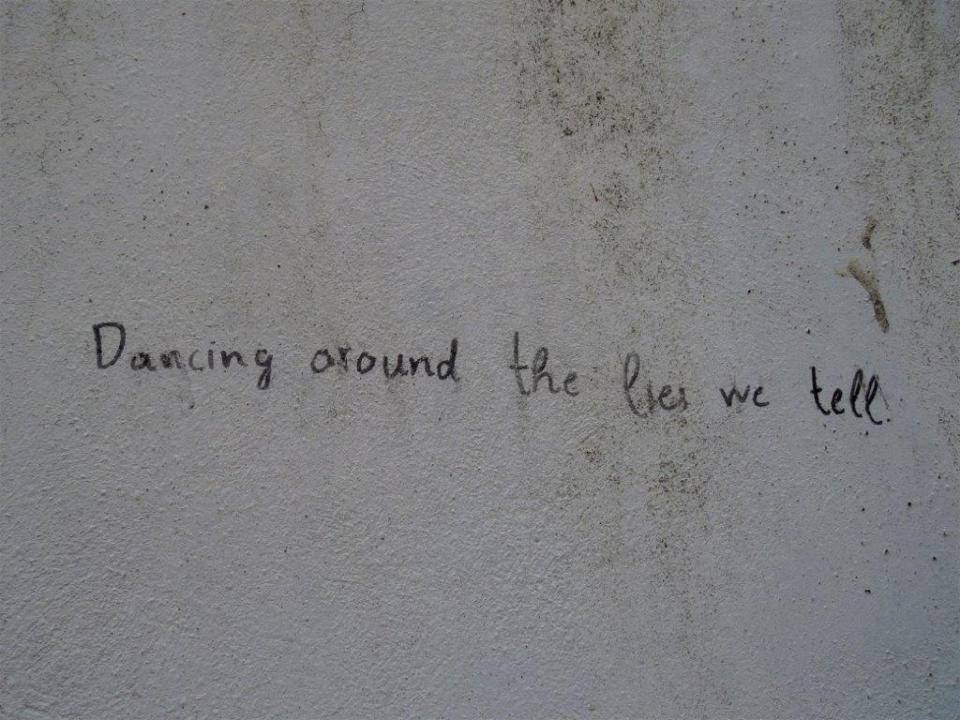 Dancing around the lies we tell.